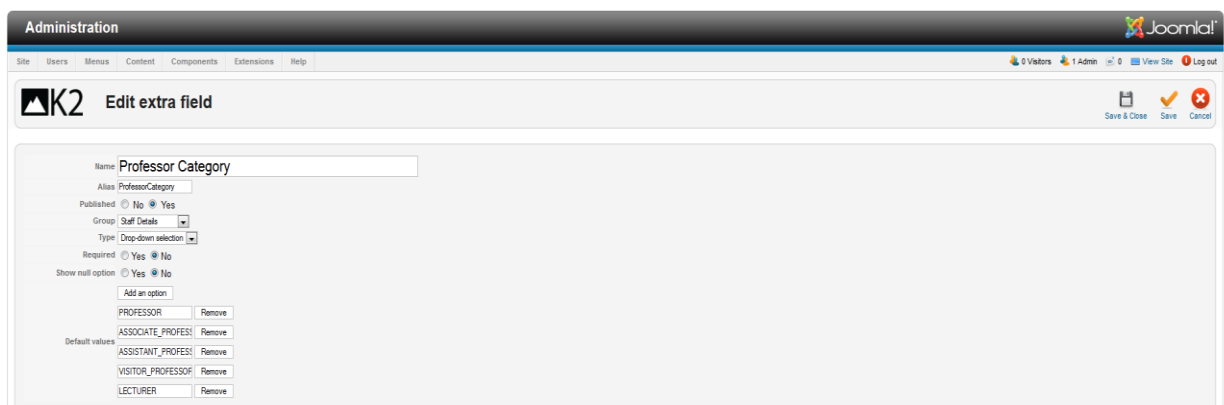 Administration Joomla!
Site Users Menus Content Components Extensions Help 0 Visitors 1 Admin 0 View Site Log out
K2 Edit extra field Save & Close Save Cancel
Name Professor Category
Alias ProfessorCategory
Published No Yes
Group Staff Details
Type Drop-down selection
Required Yes No
Show null option Yes No
Add an option
Default values
PROFESSOR Remove
ASSOCIATE_PROFESS Remove
ASSISTANT_PROFESS Remove
VISITOR_PROFESSOR Remove
LECTURER Remove